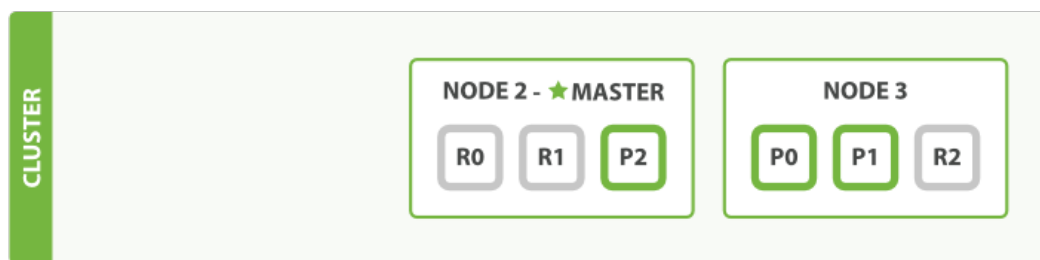 CLUSTER
NODE 2 - ★ MASTER
R0 R1 P2
NODE 3
P0 P1 R2